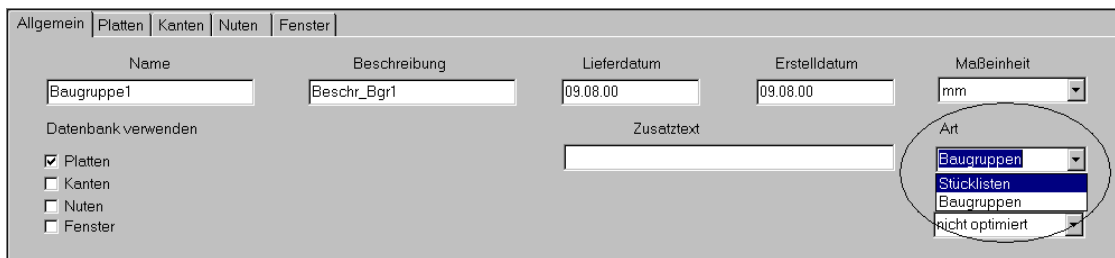 Allgemein Platten Kanten Nuten Fenster
Name Beschreibung Lieferdatum Erstelldatum Maßeinheit
Baugruppe1 Beschr_Bgr1 09.08.00 09.08.00 mm
Datenbank verwenden Zusatztext Art
Platten Baugruppen
Kanten Stücklisten
Nuten Baugruppen
Fenster nicht optimiert